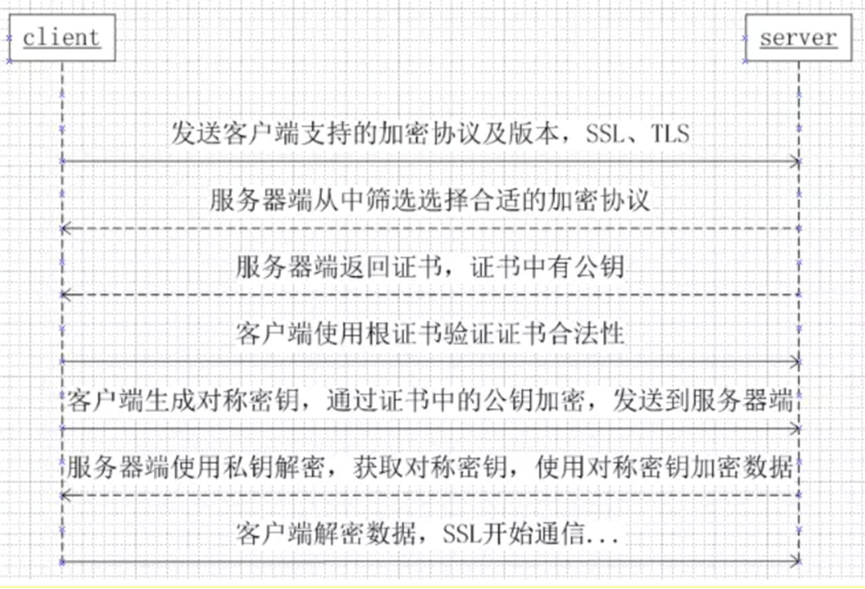 client
server
发送客户端支持的加密协议及版本，SSL、TLS
服务器端从中筛选选择合适的加密协议
服务器端返回证书，证书中有公钥
客户端使用根证书验证证书合法性
客户端生成对称密钥，通过证书中的公钥加密，发送到服务器端
服务器端使用私钥解密，获取对称密钥，使用对称密钥加密数据
客户端解密数据，SSL开始通信...